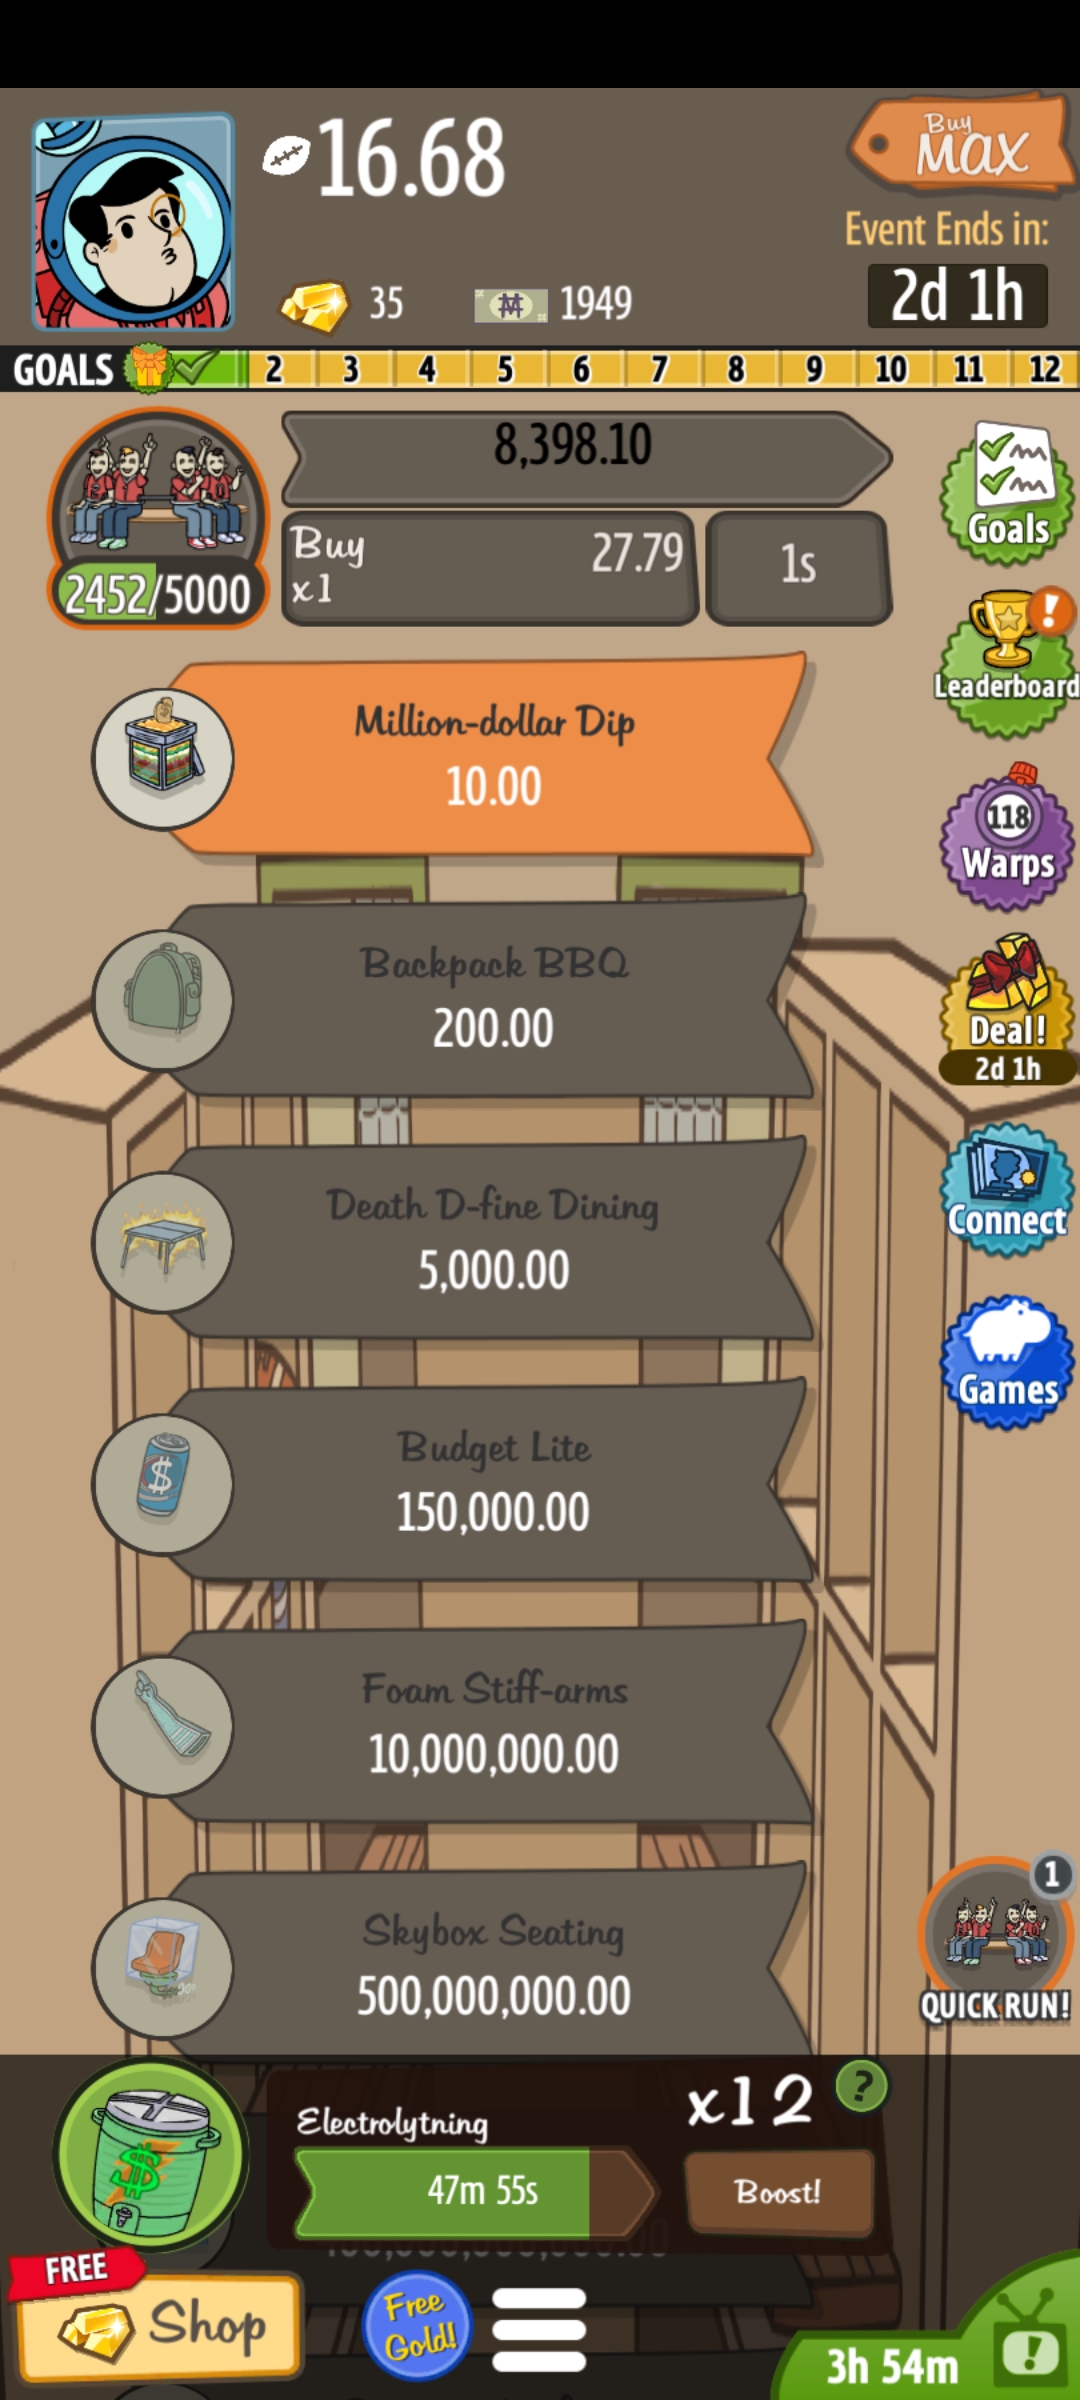 16.68
Buy
MAX
Event Ends in:
2d 1h
35
1949
GOALS 2 3 4 5 6 7 8 9 10 11 12
8,398.10
Goals
Buy
x1
27.79
1s
2452/5000
!
Leaderboard
Million-dollar Dip
10.00
118
Warps
Backpack BBQ
200.00
Deal!
2d 1h
Death D-fine Dining
5,000.00
Connect
Games
Budget Lite
150,000.00
Foam Stiff-arms
10,000,000.00
1
QUICK RUN!
Skybox Seating
500,000,000.00
Electrolytning
x12
?
47m 55s
Boost!
FREE
Shop
Free
Gold!
3h 54m
!